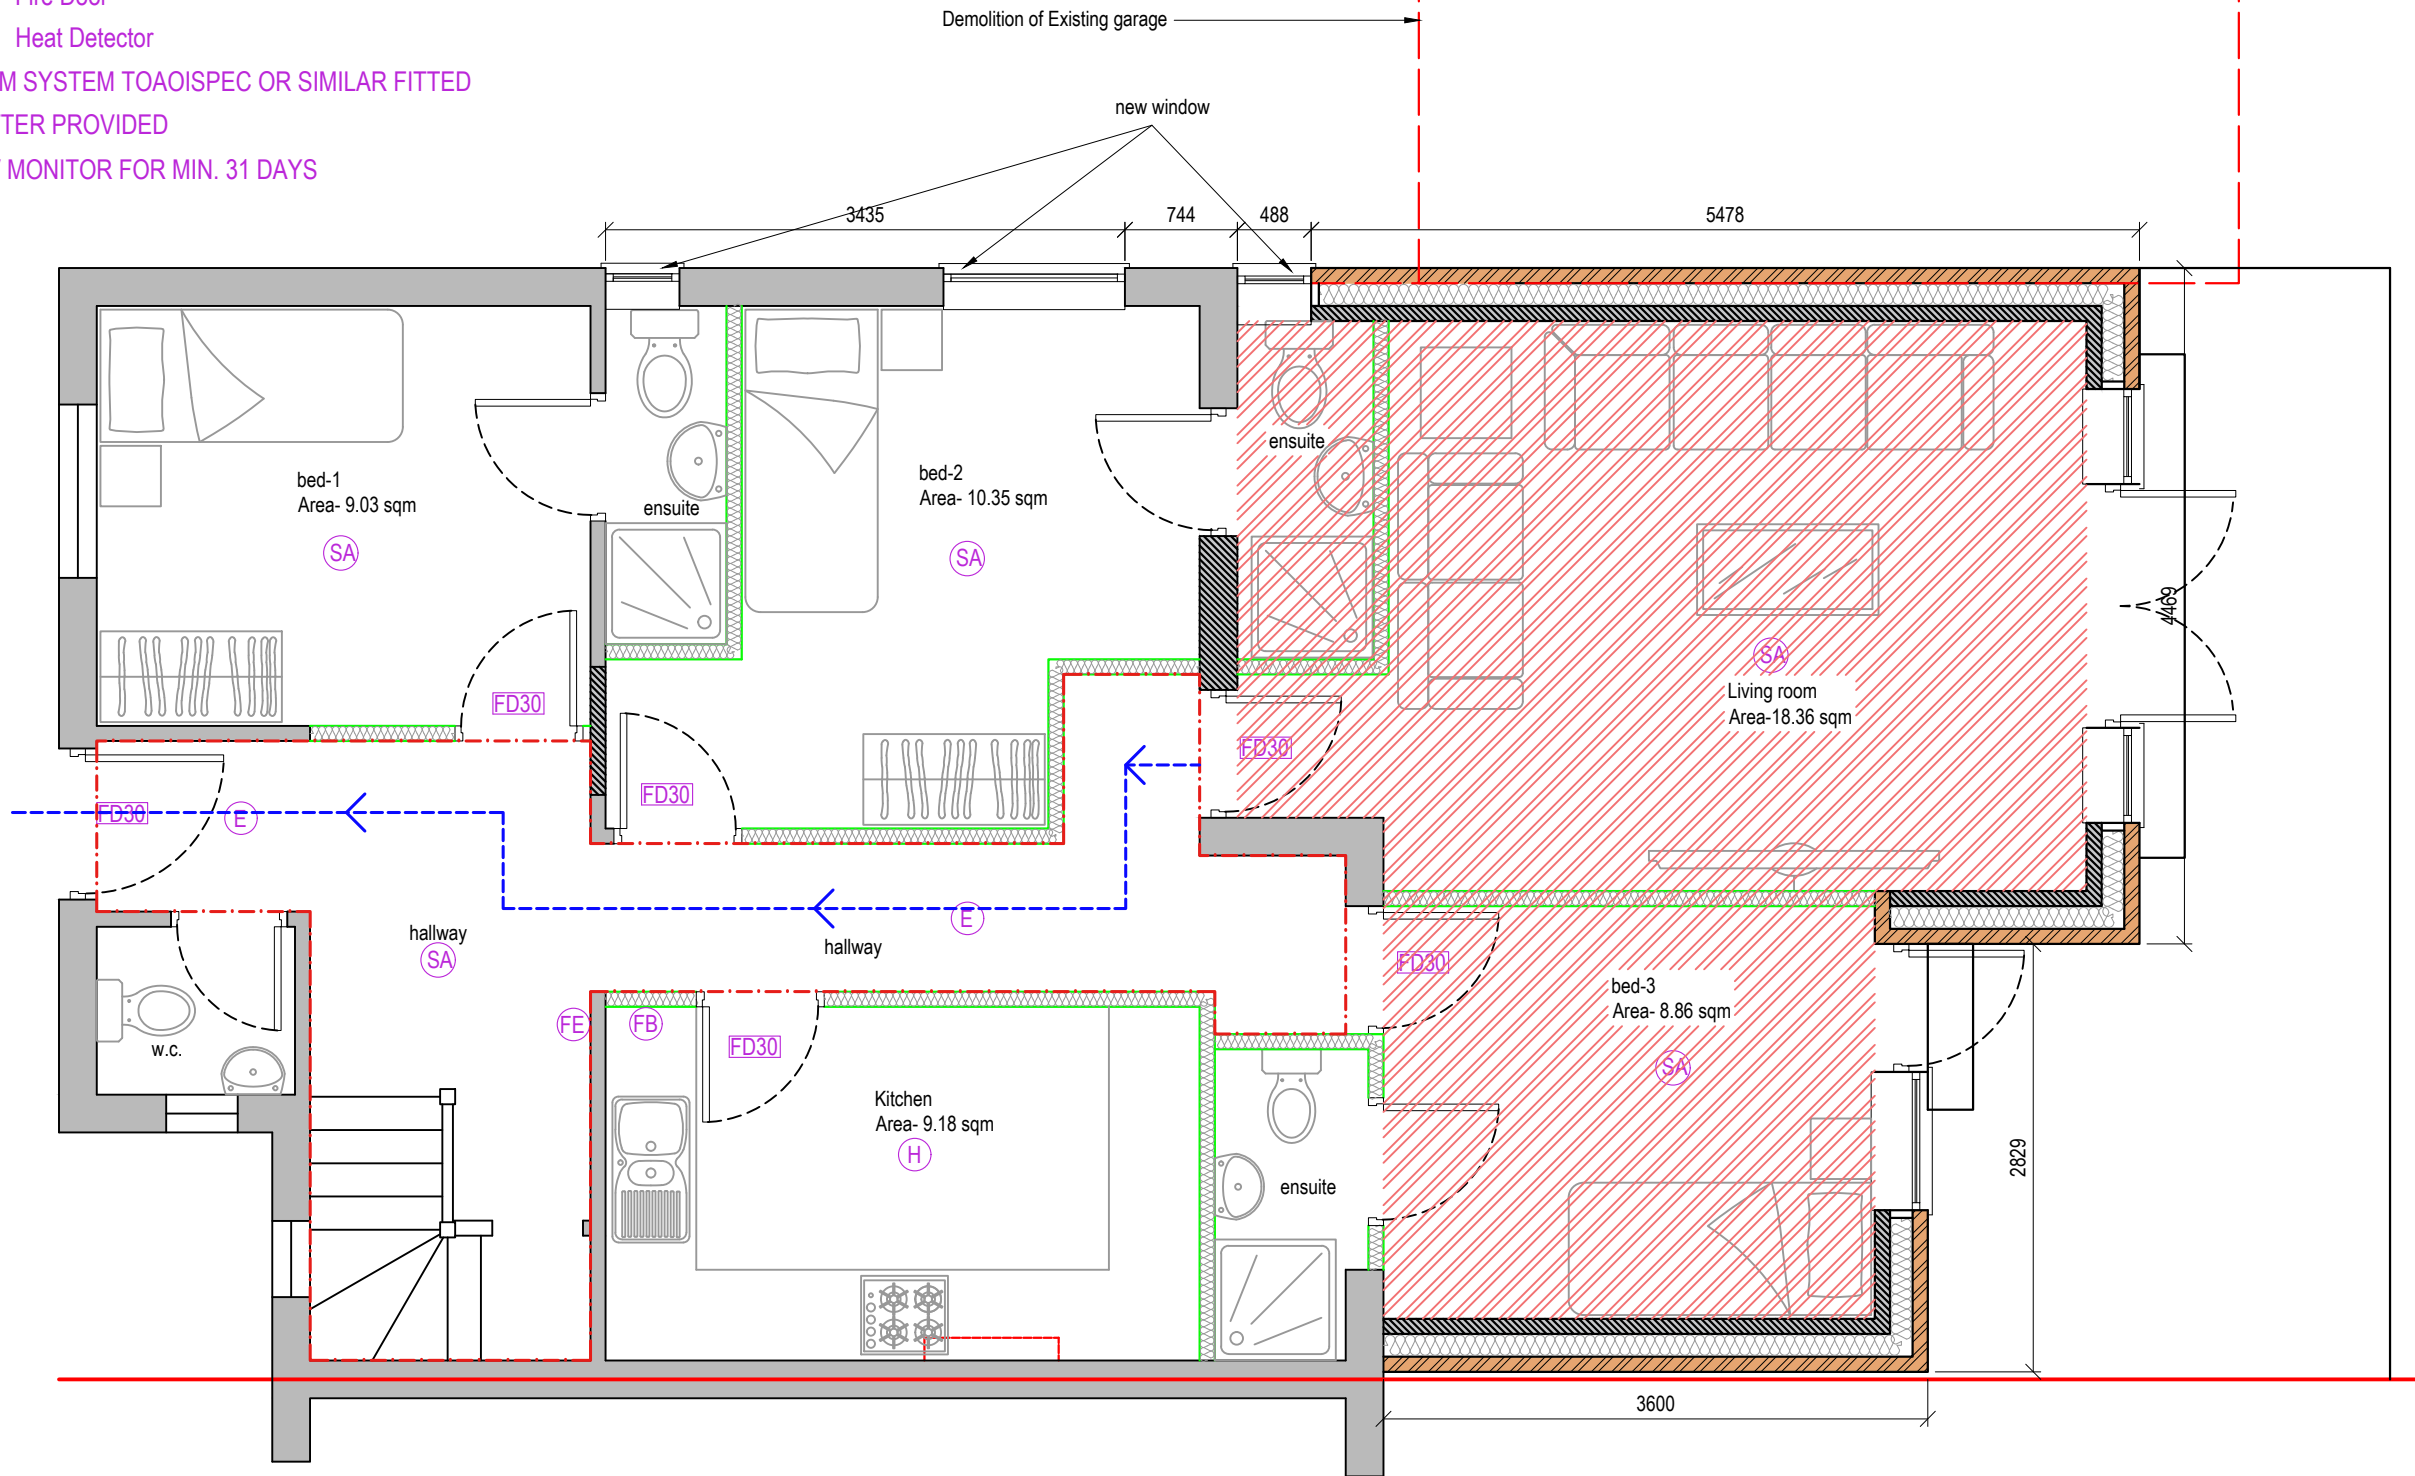 Heat Detector
M SYSTEM TOAOISPEC OR SIMILAR FITTED
TER PROVIDED
MONITOR FOR MIN. 31 DAYS
Demolition of Existing garage
new window
3435
744
488
5478
bed-1
Area- 9.03 sqm
SA
ensuite
bed-2
Area- 10.35 sqm
SA
ensuite
4469
SA
Living room
Area-18.36 sqm
FD30
FD30
FD30
FD30
E
hallway
SA
hallway
E
FD30
bed-3
Area- 8.86 sqm
SA
FE
FB
FD30
w.c.
Kitchen
Area- 9.18 sqm
H
ensuite
2829
3600